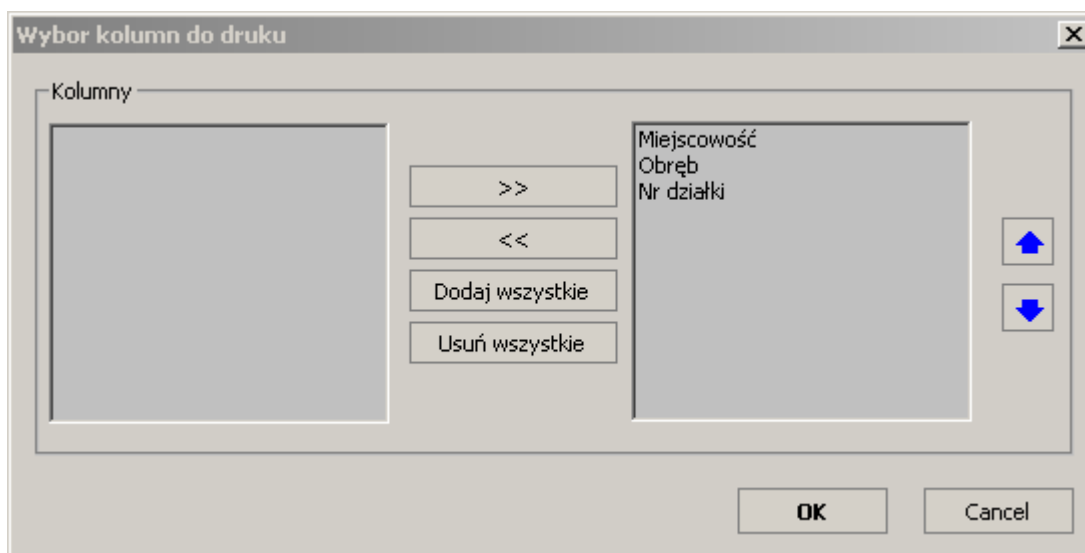 Wybor kolumn do druku
Kolumny
>>
<<
Dodaj wszystkie
Usuń wszystkie
Miejscowość
Obręb
Nr działki
OK
Cancel